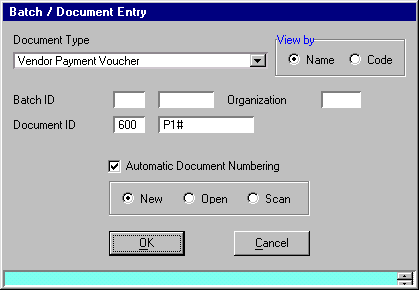 Batch / Document Entry
Document Type
View by
Vendor Payment Voucher
Name Code
Batch ID Organization
Document ID 600 P1#
Automatic Document Numbering
New Open Scan
OK Cancel